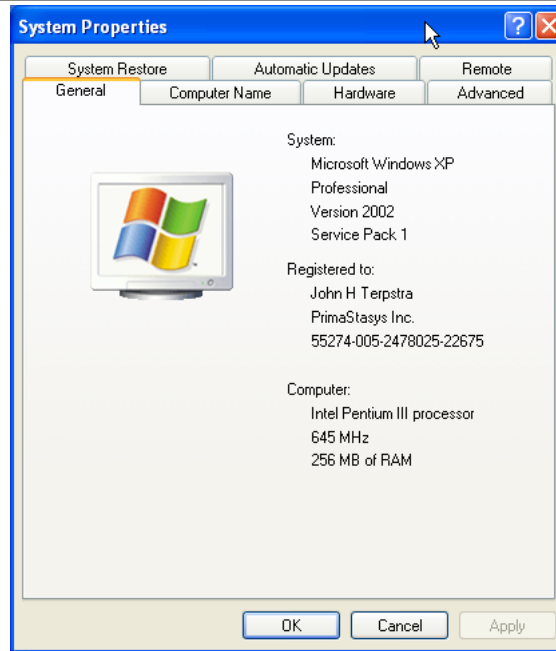 System Properties
System Restore Automatic Updates Remote
General Computer Name Hardware Advanced
System:
Microsoft Windows XP
Professional
Version 2002
Service Pack 1
Registered to:
John H Terpstra
PrimaStasys Inc.
55274-005-2478025-22675
Computer:
Intel Pentium III processor
645 MHz
256 MB of RAM
OK Cancel Apply